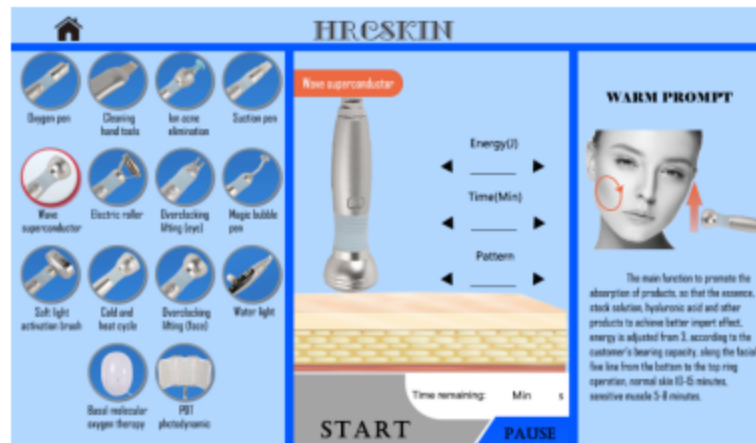 HRCSKIN
Oxygen pen
Cleaning
hand tools
Ion acne
elimination
Suction pen
Wave
superconductor
Electric roller
Overclocking
lifting (eye)
Magic bubble
pen
Soft light
activation brush
Cold and
heat cycle
Overclocking
lifting (face)
Water light
Basal molecular
oxygen therapy
PDT
photodynamic
Wave superconductor
Energy(J)
Time(Min)
Pattern
Time remaining: Min s
START
PAUSE
WARM PROMPT
The main function to promote the
absorption of products, so that the essence,
stock solution, hyaluronic acid and other
products to achieve better import effect,
energy is adjusted from 3, according to the
customer's bearing capacity, along the facial
fine line from the bottom to the top ring
operation, normal skin 10-15 minutes,
sensitive muscle 5-8 minutes.